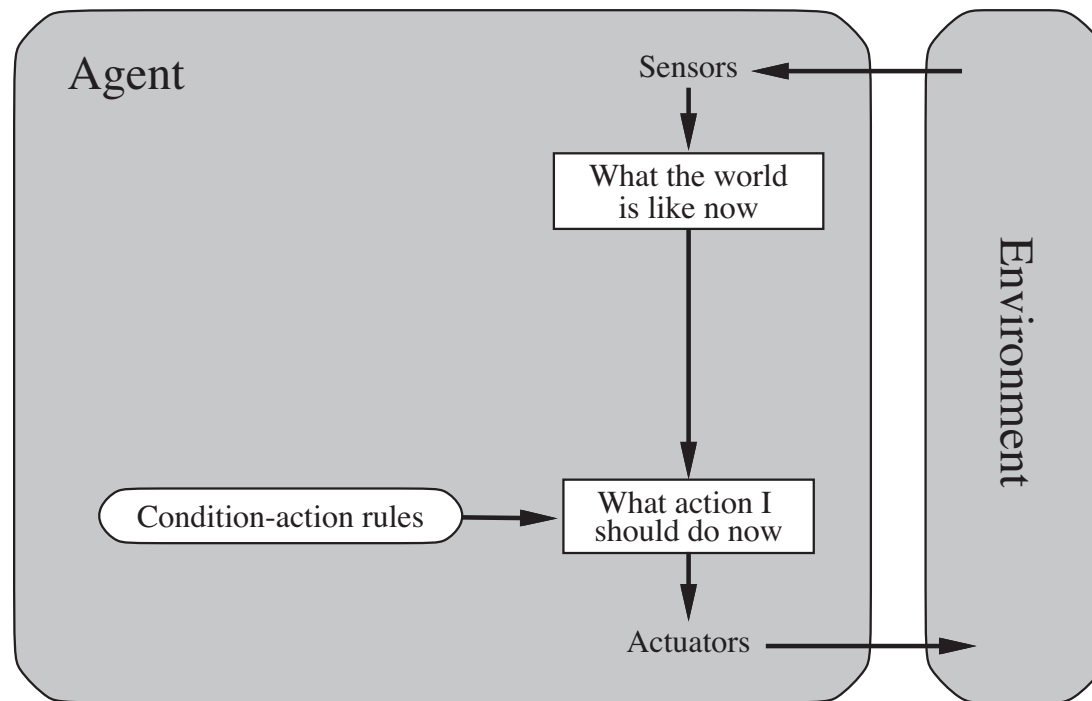 Agent
Sensors
What the world
is like now
Environment
Condition-action rules
What action I
should do now
Actuators